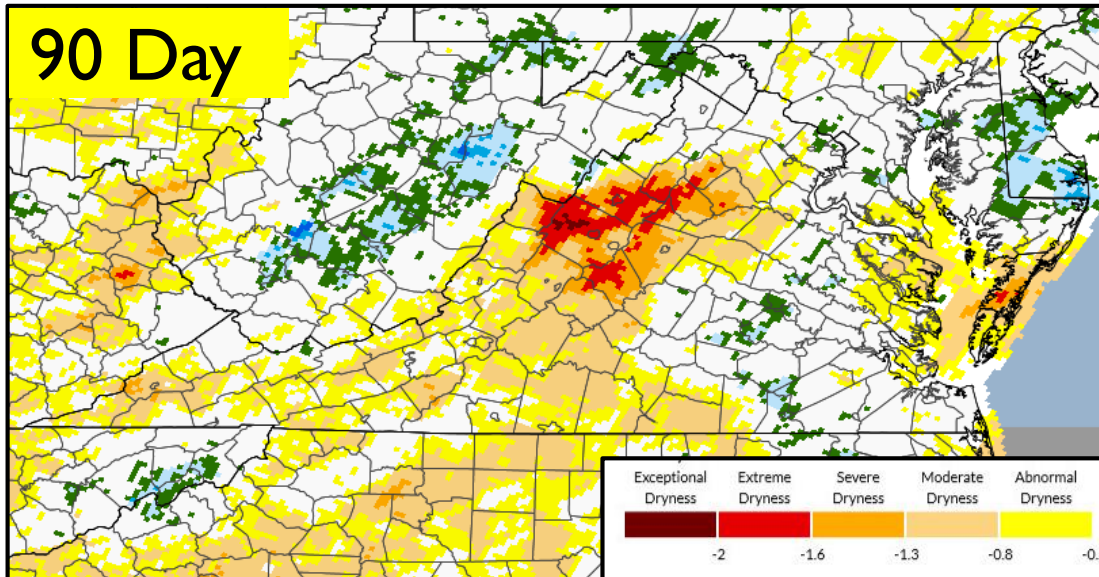 90 Day
Exceptional Extreme Severe Moderate Abnormal
Dryness Dryness Dryness Dryness Dryness
-2 -1.6 -1.3 -0.8 -0.